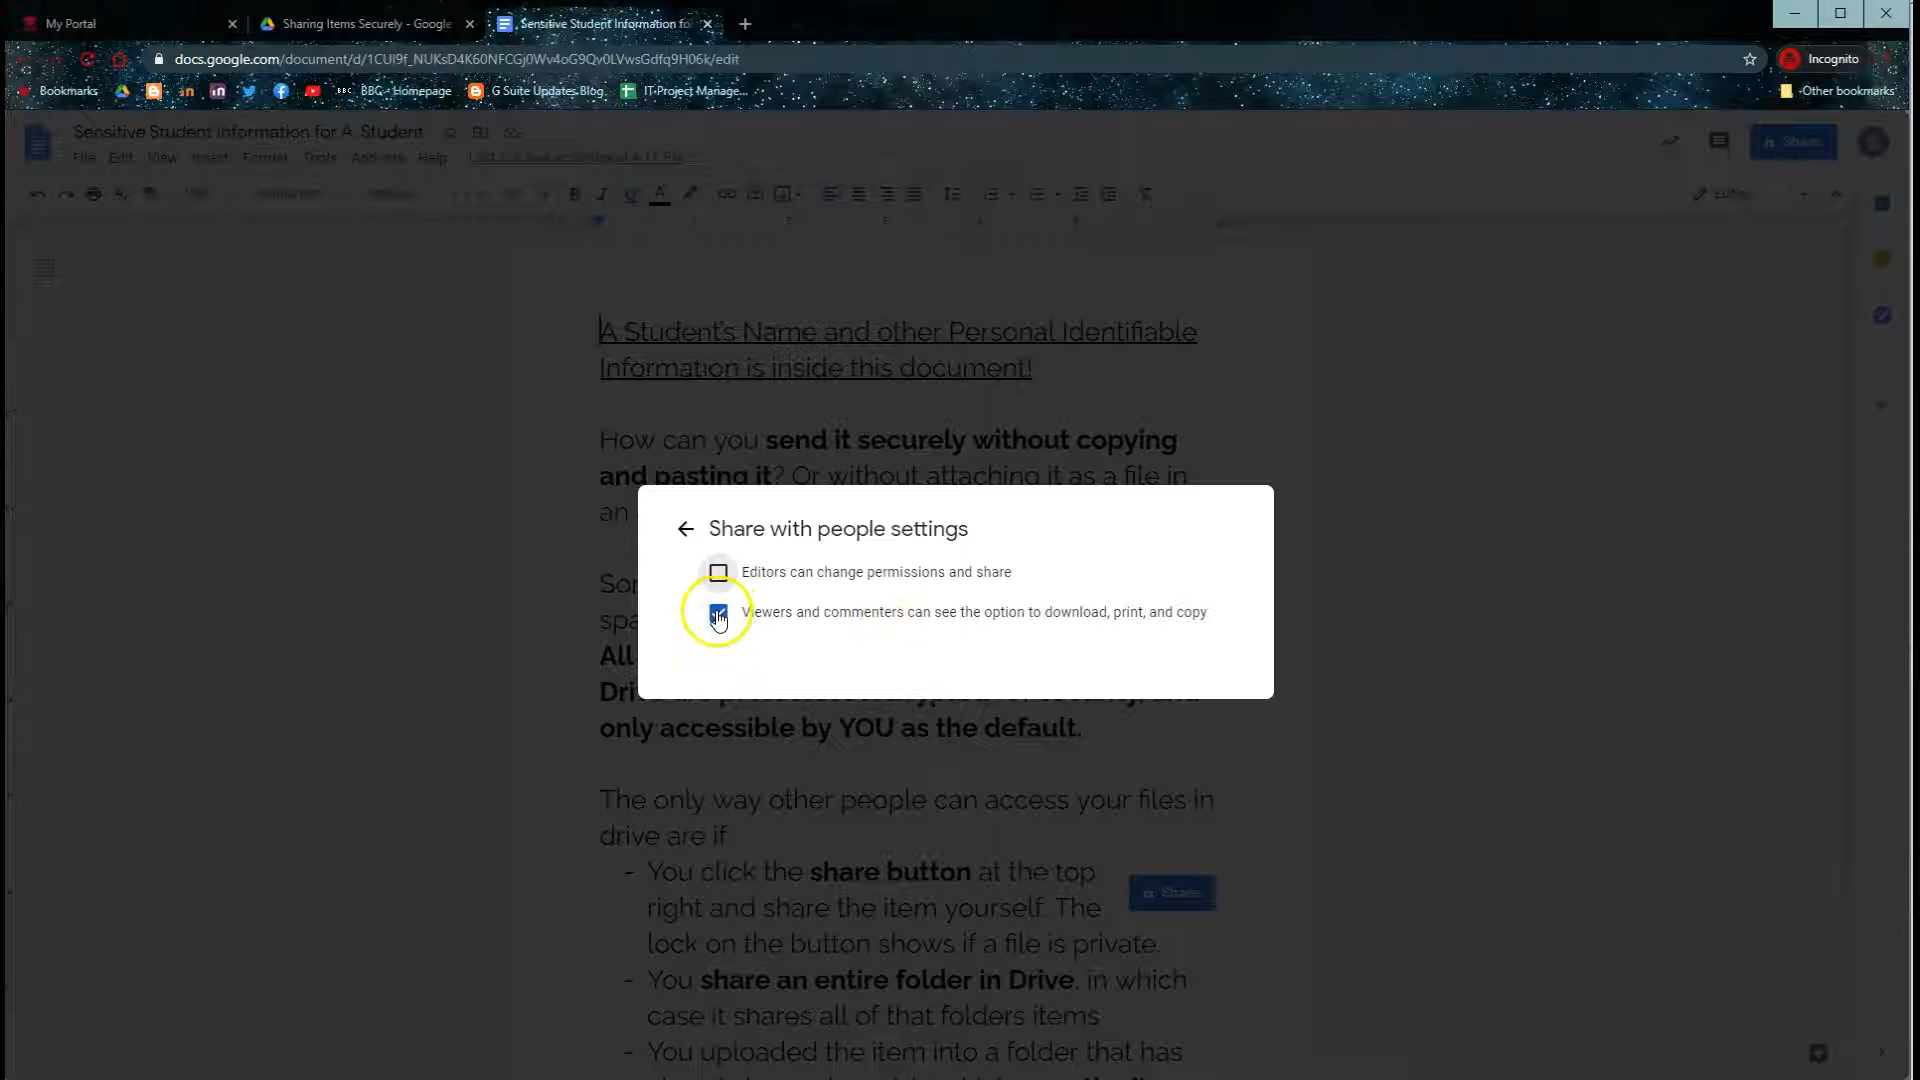 My Portal
Sharing Items Securely - Google
Sensitive Student Information fo
docs.google.com/document/d/1CUl9f_NUKsD4K60NFCGj0Wv4oG9Qv0LVwsGdfq9H06k/edit
Incognito
Bookmarks
BBC - Homepage
G Suite Updates Blog
IT-Project Manage...
Other bookmarks
Sensitive Student Information for A. Student
File Edit View Insert Format Tools Add-ons Help
Share
A Student's Name and other Personal Identifiable
Information is inside this document!
How can you send it securely without copying
and pasting it? Or without attaching it as a file in
an
Share with people settings
Editors can change permissions and share
Viewers and commenters can see the option to download, print, and copy
All
only accessible by YOU as the default.
The only way other people can access your files in
drive are if
- You click the share button at the top
right and share the item yourself. The
lock on the button shows if a file is private.
Share
- You share an entire folder in Drive, in which
case it shares all of that folders items
- You uploaded the item into a folder that has